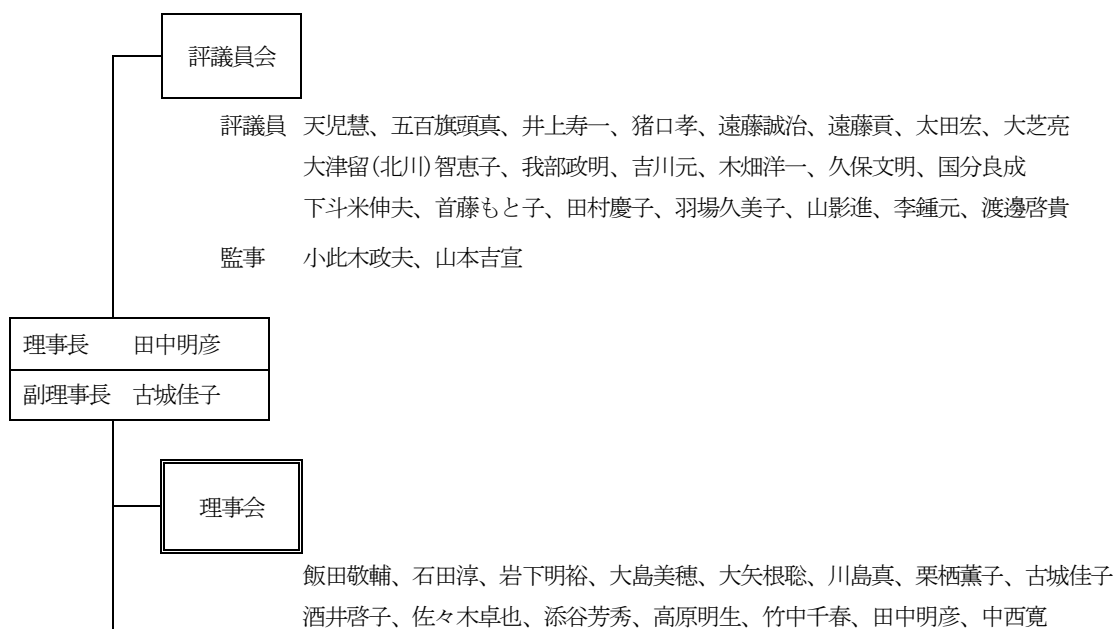 評議員会
評議員 天児慧、五百旗頭真、井上寿一、猪口孝、遠藤誠治、遠藤貢、太田宏、大芝亮
大津留(北川)智恵子、我部政明、吉川元、木畑洋一、久保文明、国分良成
下斗米伸夫、首藤もと子、田村慶子、羽場久美子、山影進、李鍾元、渡邊啓貴
監事 小此木政夫、山本吉宣
理事長 田中明彦
副理事長 古城佳子
理事会
飯田敬輔、石田淳、岩下明裕、大島美穂、大矢根聡、川島真、栗栖薫子、古城佳子
酒井啓子、佐々木卓也、添谷芳秀、高原明生、竹中千春、田中明彦、中西寛